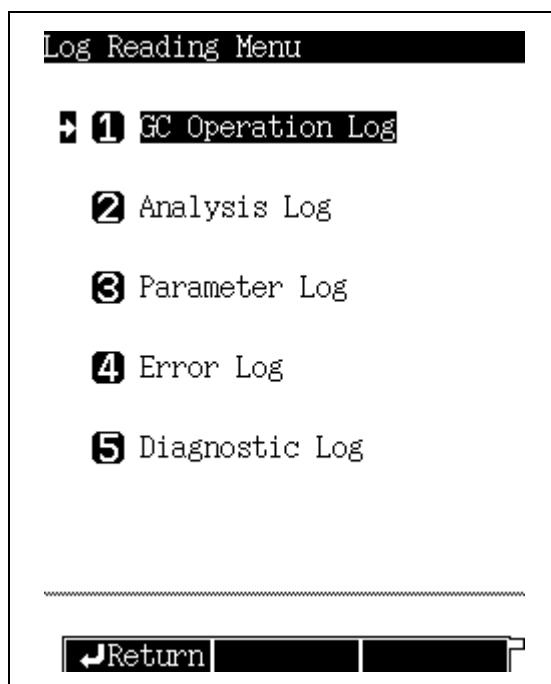 Log Reading Menu
1 GC Operation Log
2 Analysis Log
3 Parameter Log
4 Error Log
5 Diagnostic Log
Return